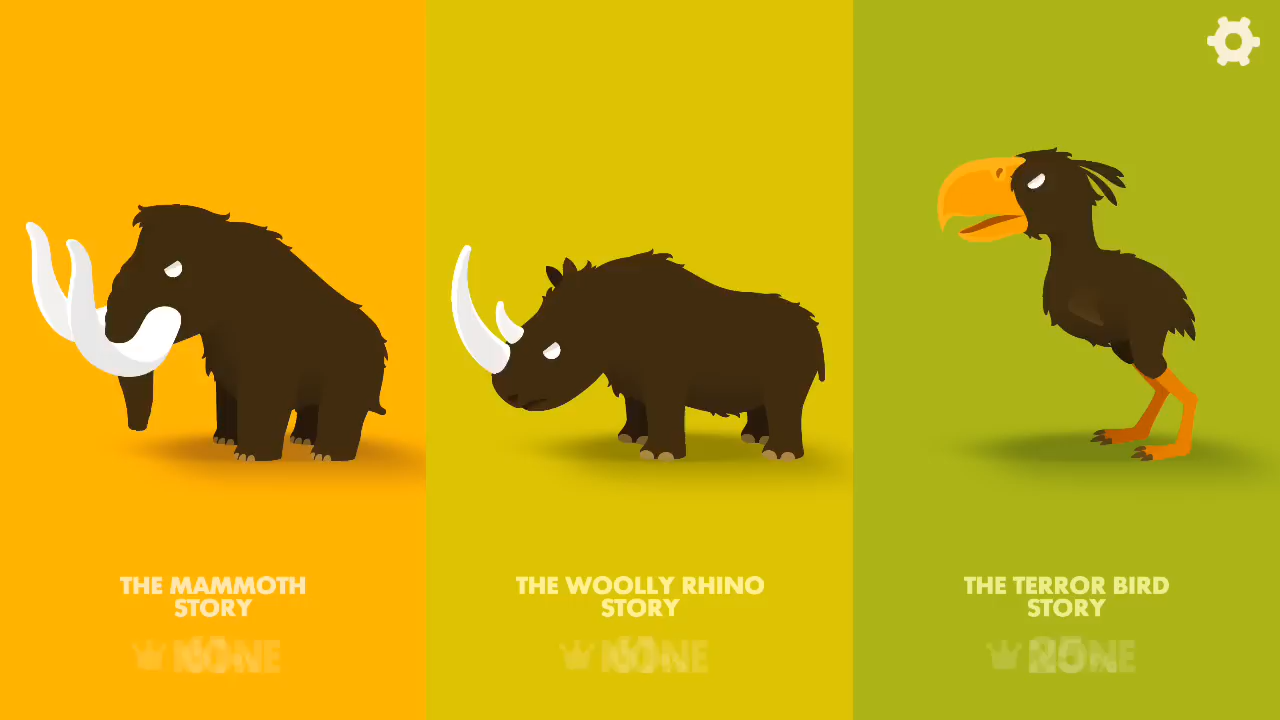 THE MAMMOTH
STORY
THE WOOLLY RHINO
STORY
THE TERROR BIRD
STORY